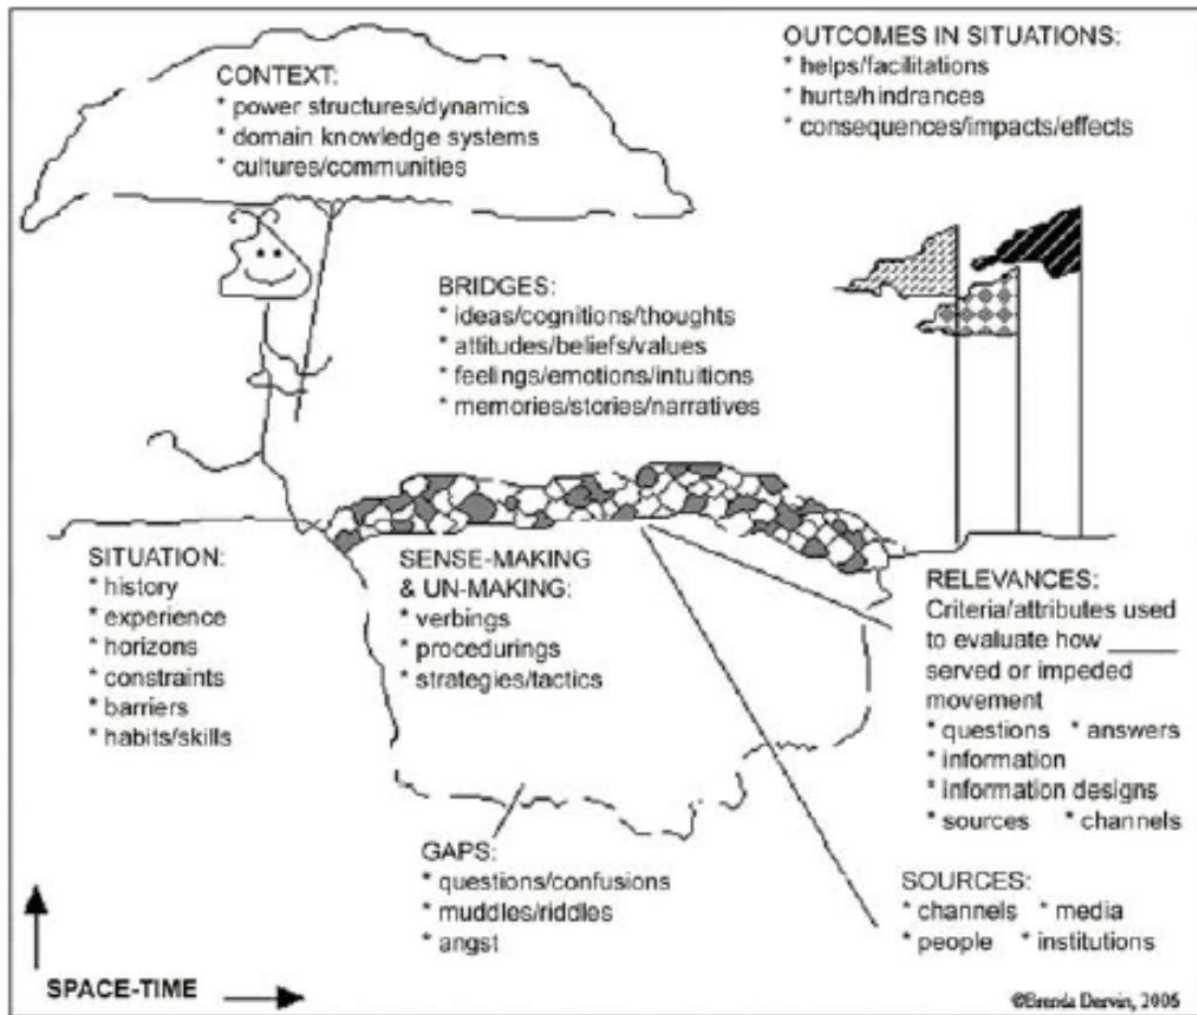 CONTEXT:
* power structures/dynamics
* domain knowledge systems
* cultures/communities
OUTCOMES IN SITUATIONS:
* helps/facilitations
* hurts/hindrances
* consequences/impacts/effects
BRIDGES:
* ideas/cognitions/thoughts
* attitudes/beliefs/values
* feelings/emotions/intuitions
* memories/stories/narratives
SITUATION:
* history
* experience
* horizons
* constraints
* barriers
* habits/skills
SENSE-MAKING
& UN-MAKING:
* verbings
* procedurings
* strategies/tactics
RELEVANCES:
Criteria/attributes used
to evaluate how _____
served or impeded
movement
* questions * answers
* information
* information designs
* sources * channels
GAPS:
* questions/confusions
* muddles/riddles
* angst
SOURCES:
* channels * media
* people * institutions
SPACE-TIME
©Brenda Dervin, 2005